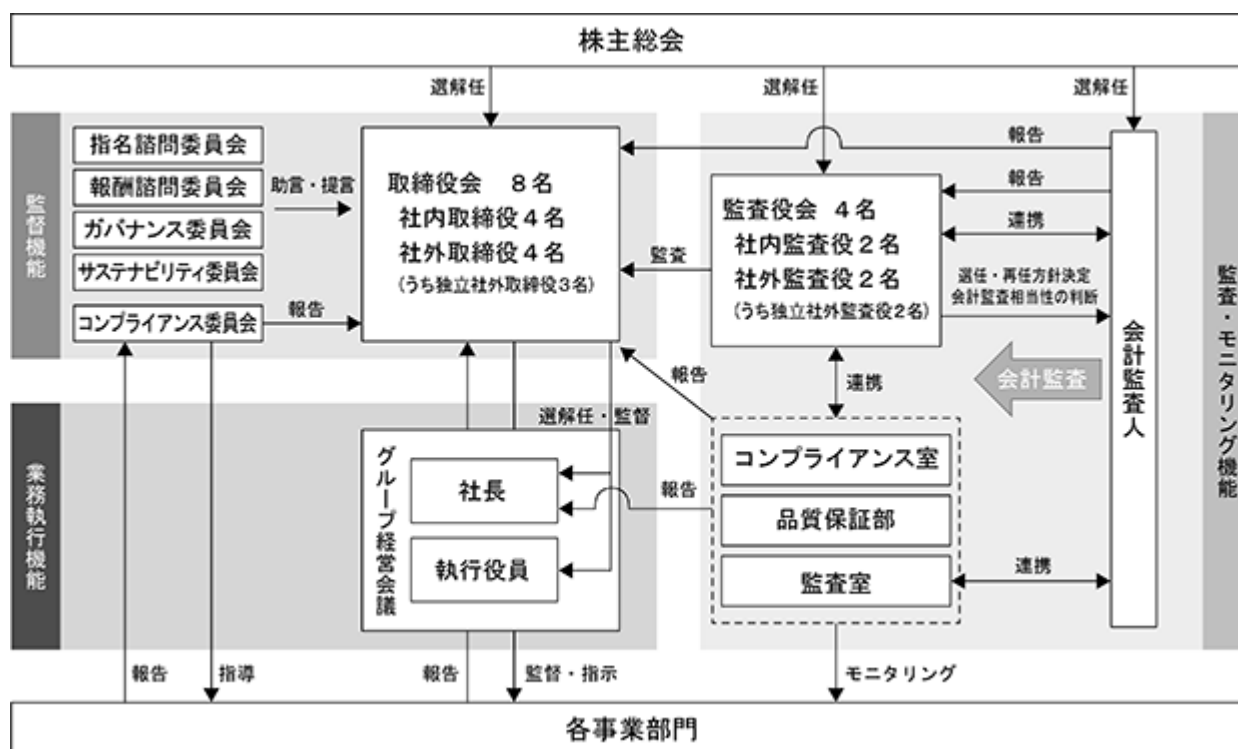 株主総会
選解任
選解任
選解任
監督機能
指名諮問委員会
報酬諮問委員会
ガバナンス委員会
サステナビリティ委員会
コンプライアンス委員会
助言・提言
報告
取締役会 8名
社内取締役4名
社外取締役4名
(うち独立社外取締役3名)
監査
監査役会 4名
社内監査役2名
社外監査役2名
(うち独立社外監査役2名)
報告
報告
連携
選任・再任方針決定
会計監査相当性の判断
会計監査
会計監査人
監査・モニタリング機能
報告
連携
業務執行機能
選解任・監督
グループ経営会議
社長
執行役員
報告
コンプライアンス室
品質保証部
監査室
連携
報告
指導
報告
監督・指示
モニタリング
各事業部門